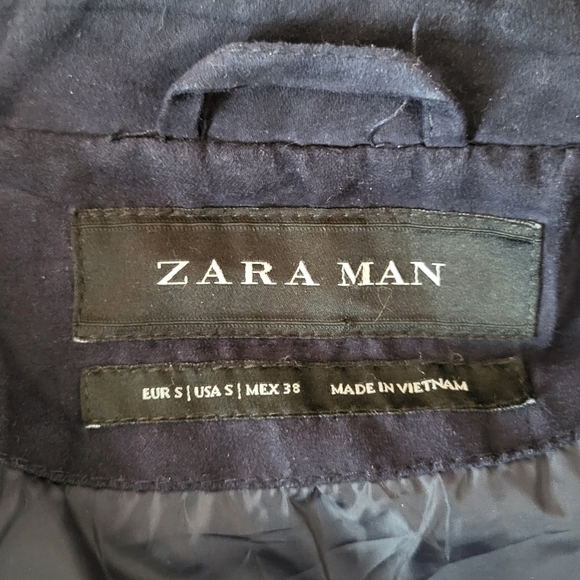 ZARA MAN
EUR S | USA S | MEX 38 MADE IN VIETNAM